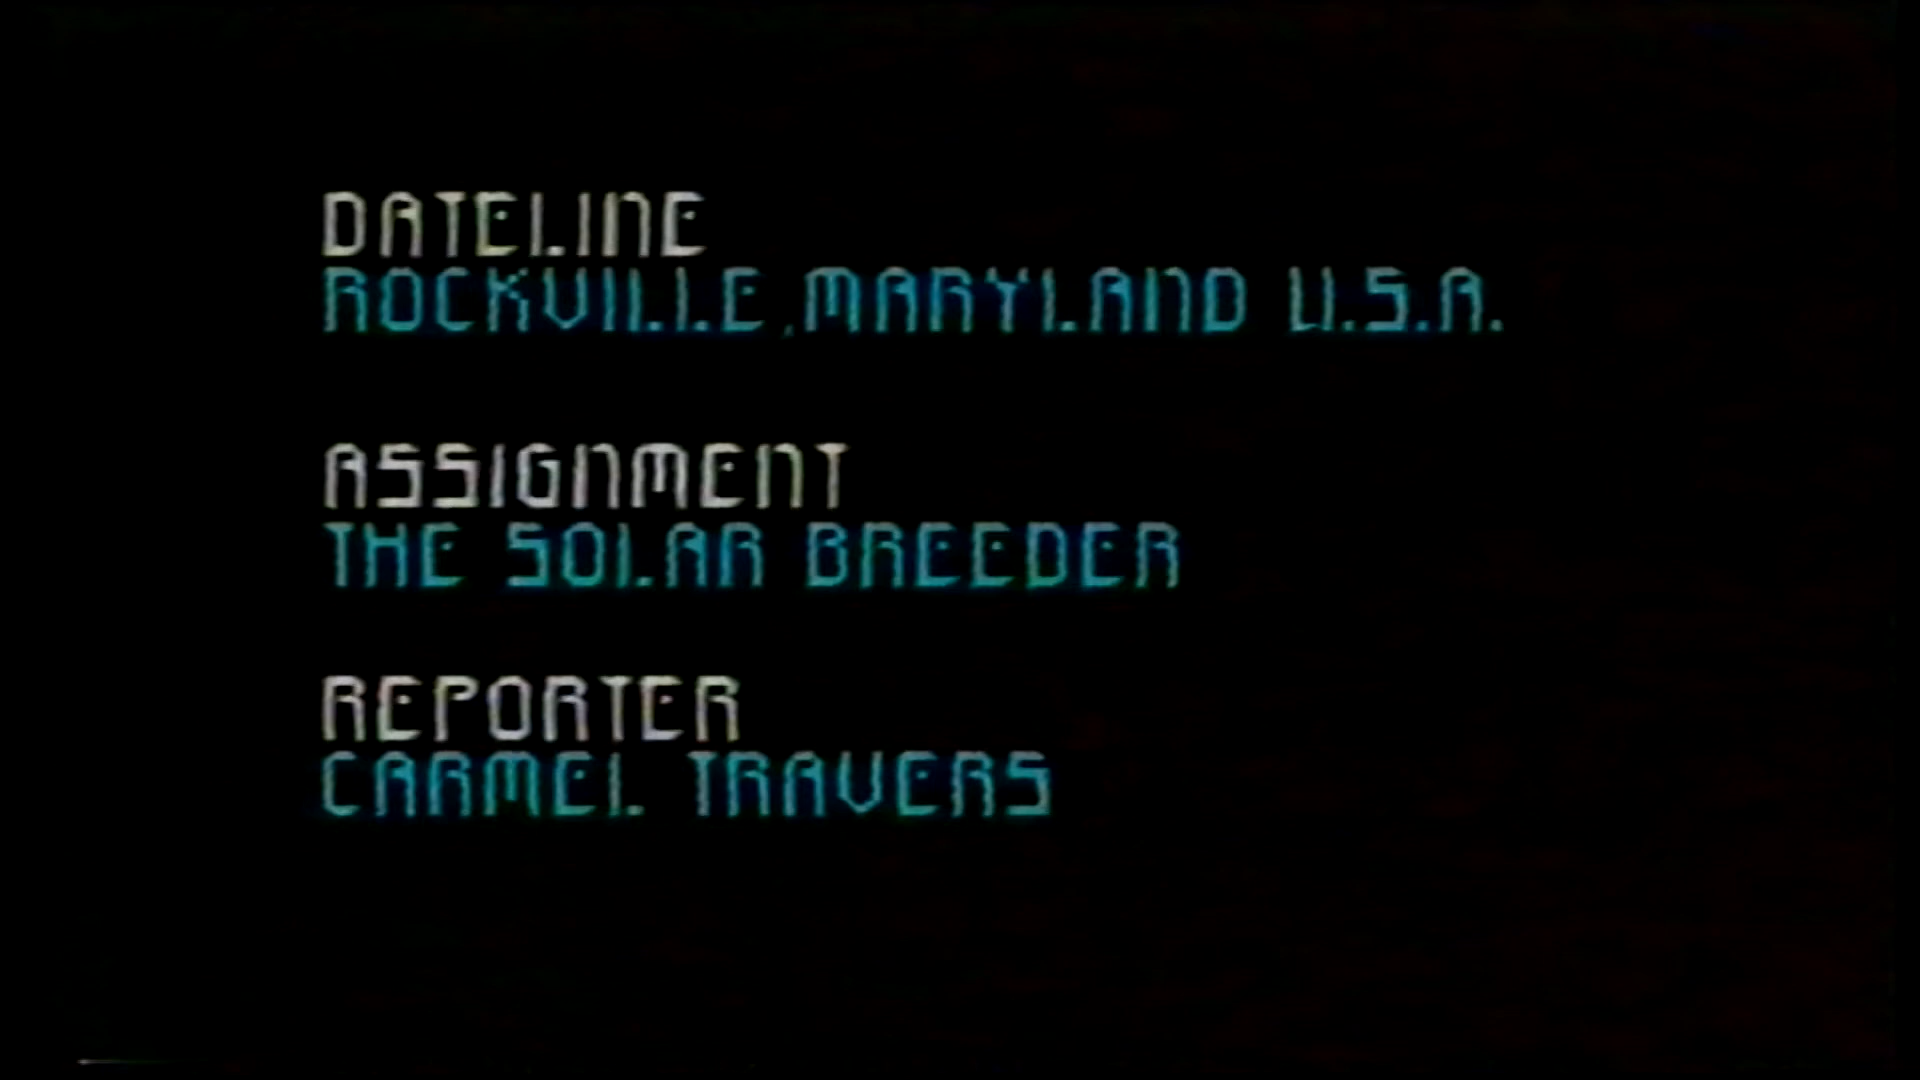 DATELINE
ROCKVILLE, MARYLAND U.S.A.
ASSIGNMENT
THE SOLAR BREEDER
REPORTER
CARMEL TRAVERS